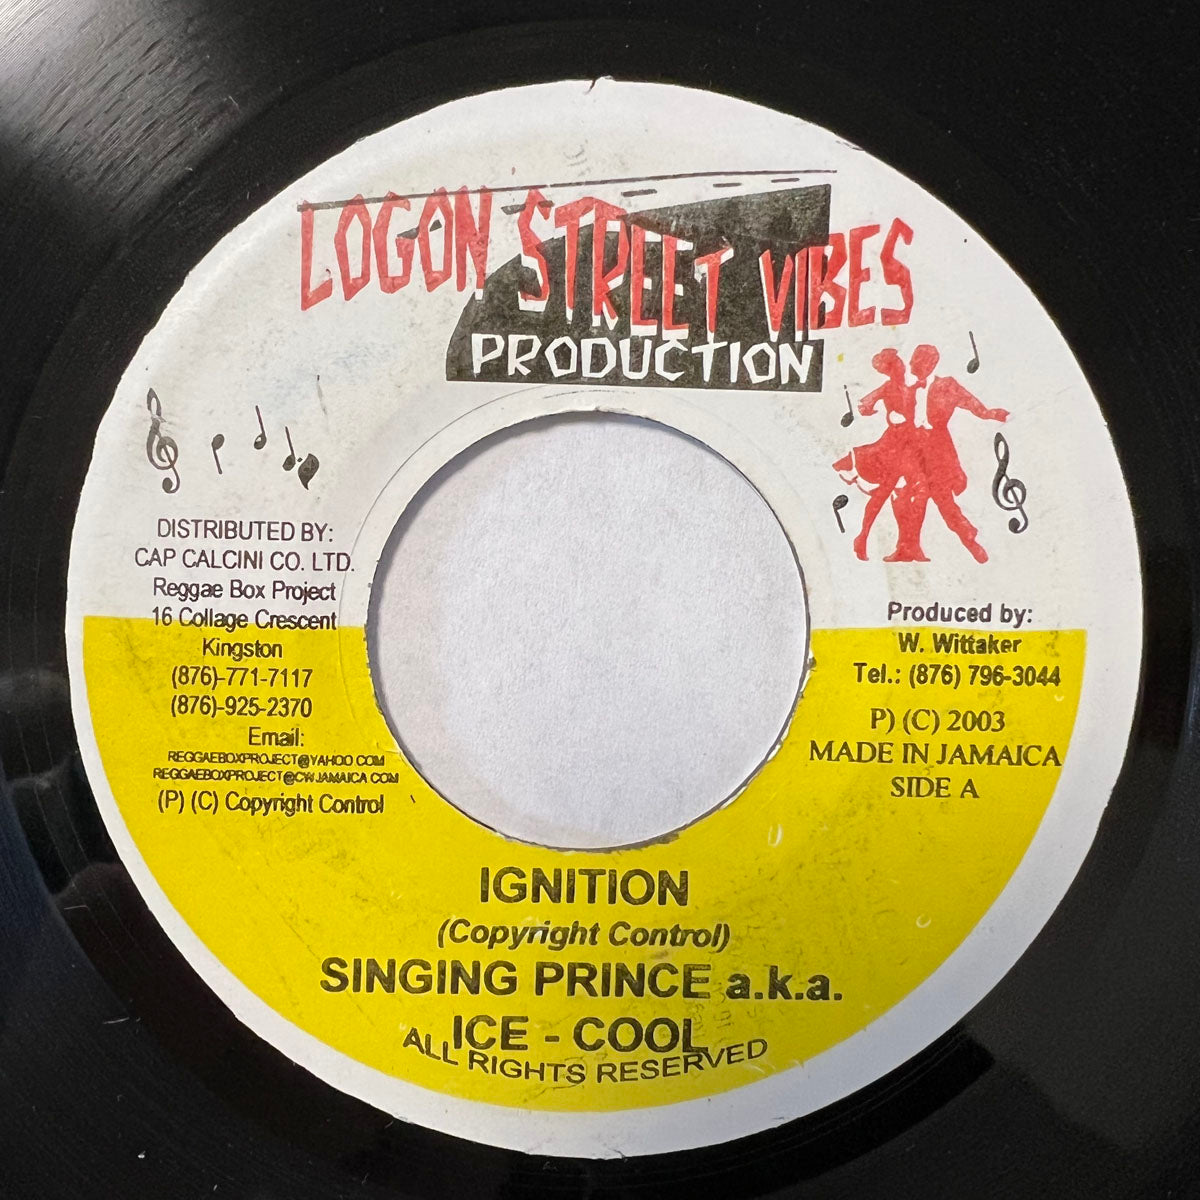 LOGON STREET VIBES
PRODUCTION
DISTRIBUTED BY:
CAP CALCINI CO. LTD.
Reggae Box Project
16 Collage Crescent
Kingston
(876)-771-7117
(876)-925-2370
Email:
REGGAEBOXPROJECT@YAHOO COM
REGGAEBOXPROJECT@CWJAMAICA COM
(P) (C) Copyright Control
Produced by:
W. Wittaker
Tel.: (876) 796-3044
P) (C) 2003
MADE IN JAMAICA
SIDE A
IGNITION
(Copyright Control)
SINGING PRINCE a.k.a.
ICE - COOL
ALL RIGHTS RESERVED